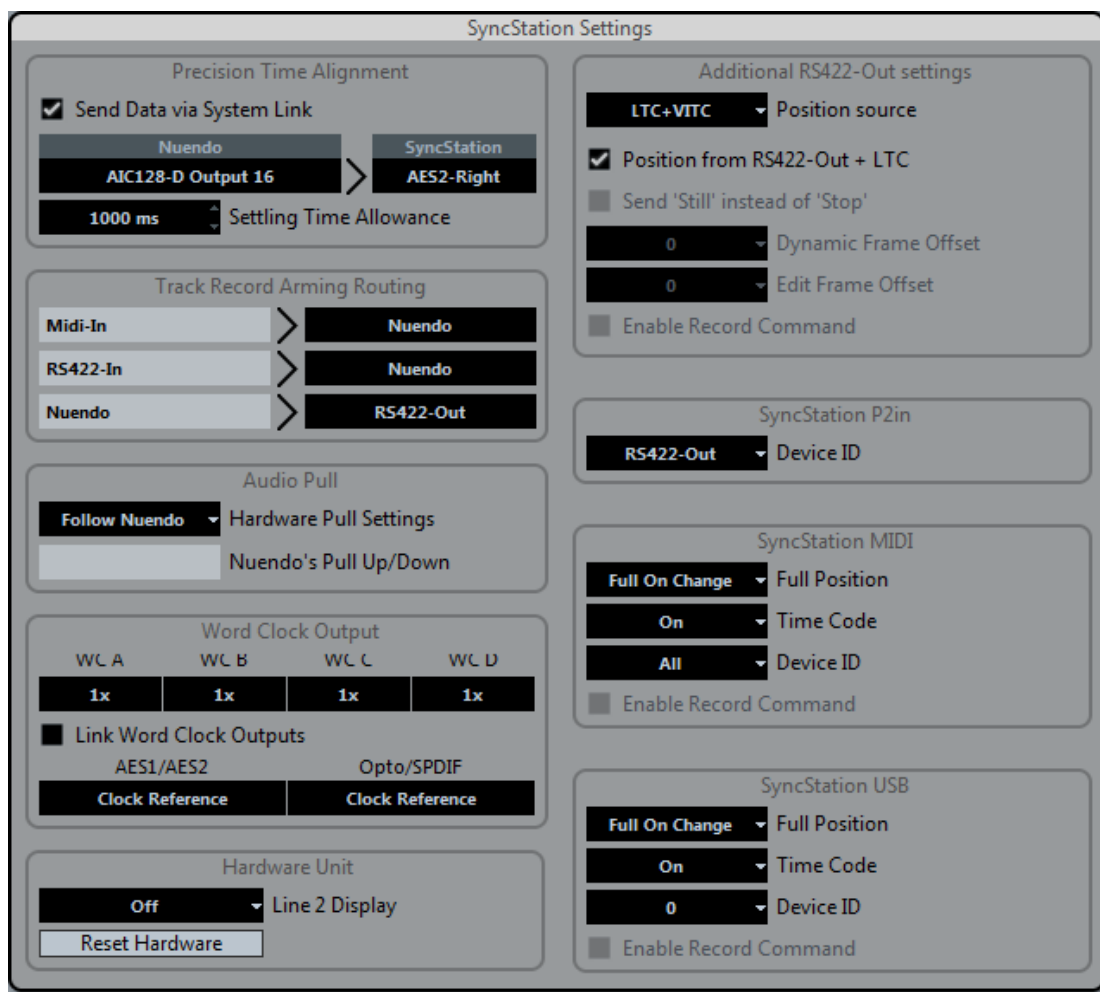 SyncStation Settings
Precision Time Alignment
Send Data via System Link
Nuendo SyncStation
AIC128-D Output 16 AES2-Right
1000 ms Settling Time Allowance
Track Record Arming Routing
Midi-In Nuendo
RS422-In Nuendo
Nuendo RS422-Out
Audio Pull
Follow Nuendo Hardware Pull Settings
Nuendo's Pull Up/Down
Word Clock Output
WC A WC B WC C WC D
1x 1x 1x 1x
Link Word Clock Outputs
AES1/AES2 Opto/SPDIF
Clock Reference Clock Reference
Hardware Unit
Off Line 2 Display
Reset Hardware
Additional RS422-Out settings
LTC+VITC Position source
Position from RS422-Out + LTC
Send 'Still' instead of 'Stop'
0 Dynamic Frame Offset
0 Edit Frame Offset
Enable Record Command
SyncStation P2in
RS422-Out Device ID
SyncStation MIDI
Full On Change Full Position
On Time Code
All Device ID
Enable Record Command
SyncStation USB
Full On Change Full Position
On Time Code
0 Device ID
Enable Record Command